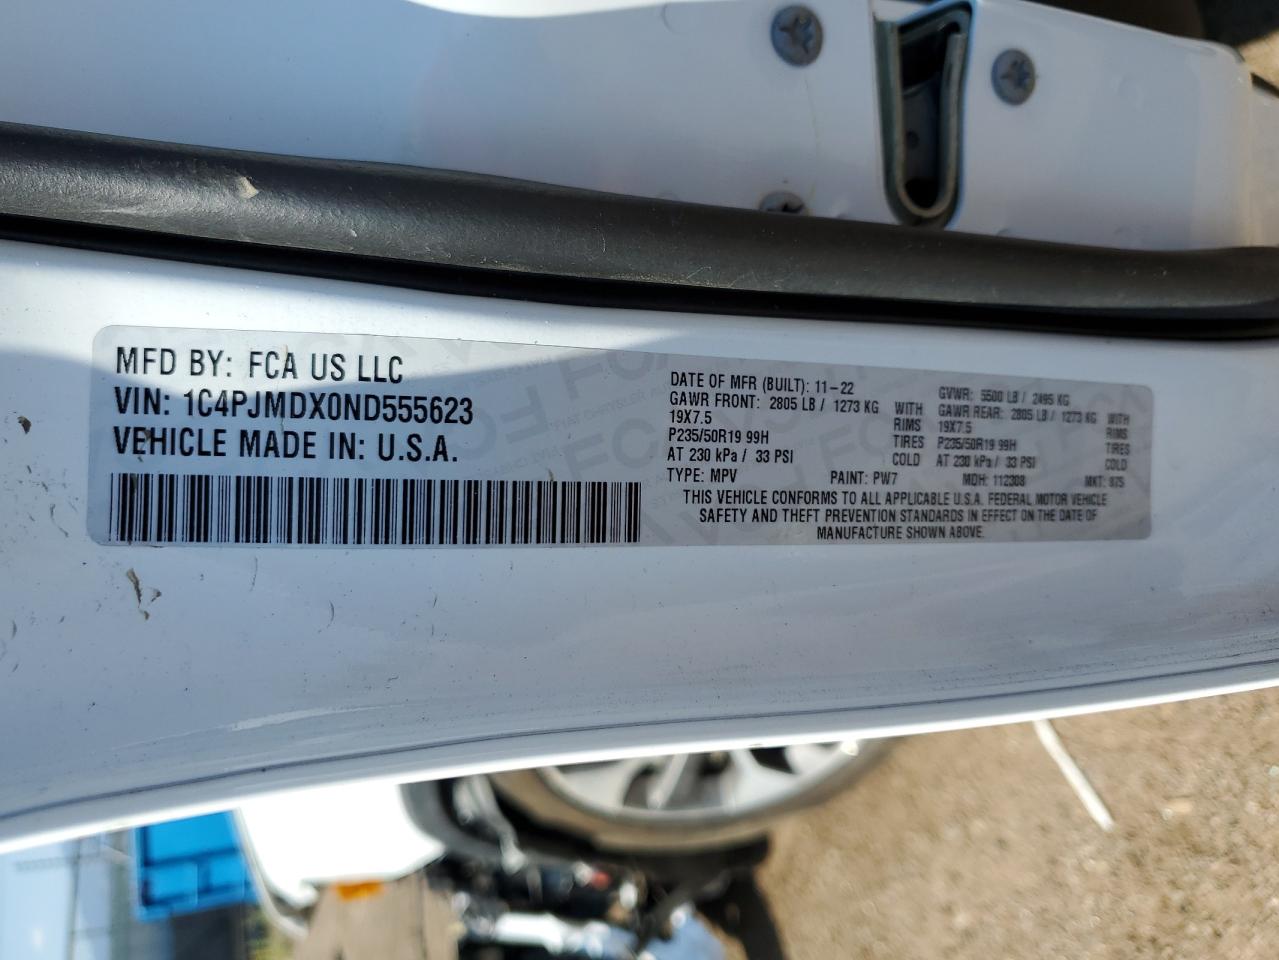 MFD BY: FCA US LLC
VIN: 1C4PJMDX0ND555623
VEHICLE MADE IN: U.S.A.
DATE OF MFR (BUILT): 11-22
GAWR FRONT: 2805 LB / 1273 KG WITH
19X7.5 RIMS
P235/50R19 99H TIRES
AT 230 kPa / 33 PSI COLD
GVWR: 5500 LB / 2495 KG
GAWR REAR: 2805 LB / 1273 KG WITH
19X7.5 RIMS
P235/50R19 99H TIRES
AT 230 kPa / 33 PSI COLD
TYPE: MPV PAINT: PW7 MDH: 112308 MKT: 875
THIS VEHICLE CONFORMS TO ALL APPLICABLE U.S.A. FEDERAL MOTOR VEHICLE
SAFETY AND THEFT PREVENTION STANDARDS IN EFFECT ON THE DATE OF
MANUFACTURE SHOWN ABOVE.